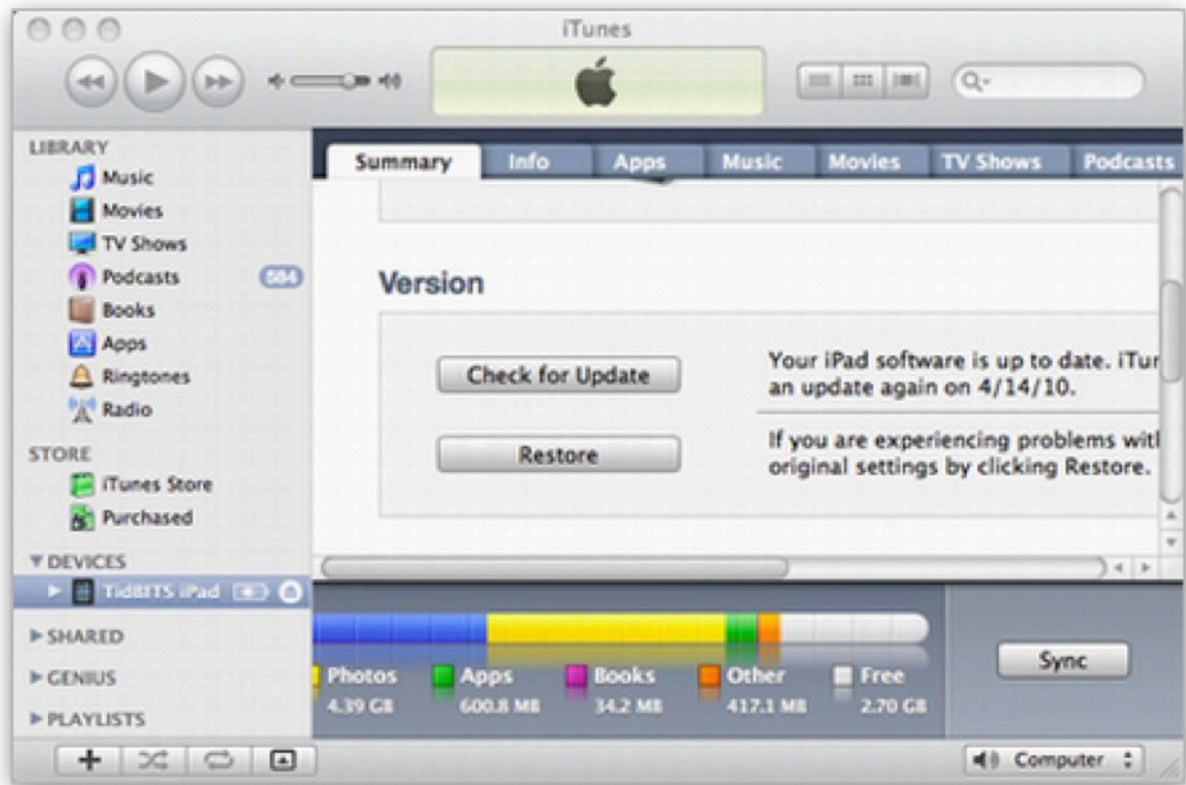 iTunes
LIBRARY
Music
Movies
TV Shows
Podcasts 584
Books
Apps
Ringtones
Radio
STORE
iTunes Store
Purchased
DEVICES
TidBITS iPad
SHARED
GENIUS
PLAYLISTS
Summary Info Apps Music Movies TV Shows Podcasts
Version
Check for Update
Your iPad software is up to date. iTun
an update again on 4/14/10.
Restore
If you are experiencing problems with
original settings by clicking Restore.
Photos Apps Books Other Free
4.39 GB 600.8 MB 34.2 MB 417.1 MB 2.70 GB
Sync
Computer